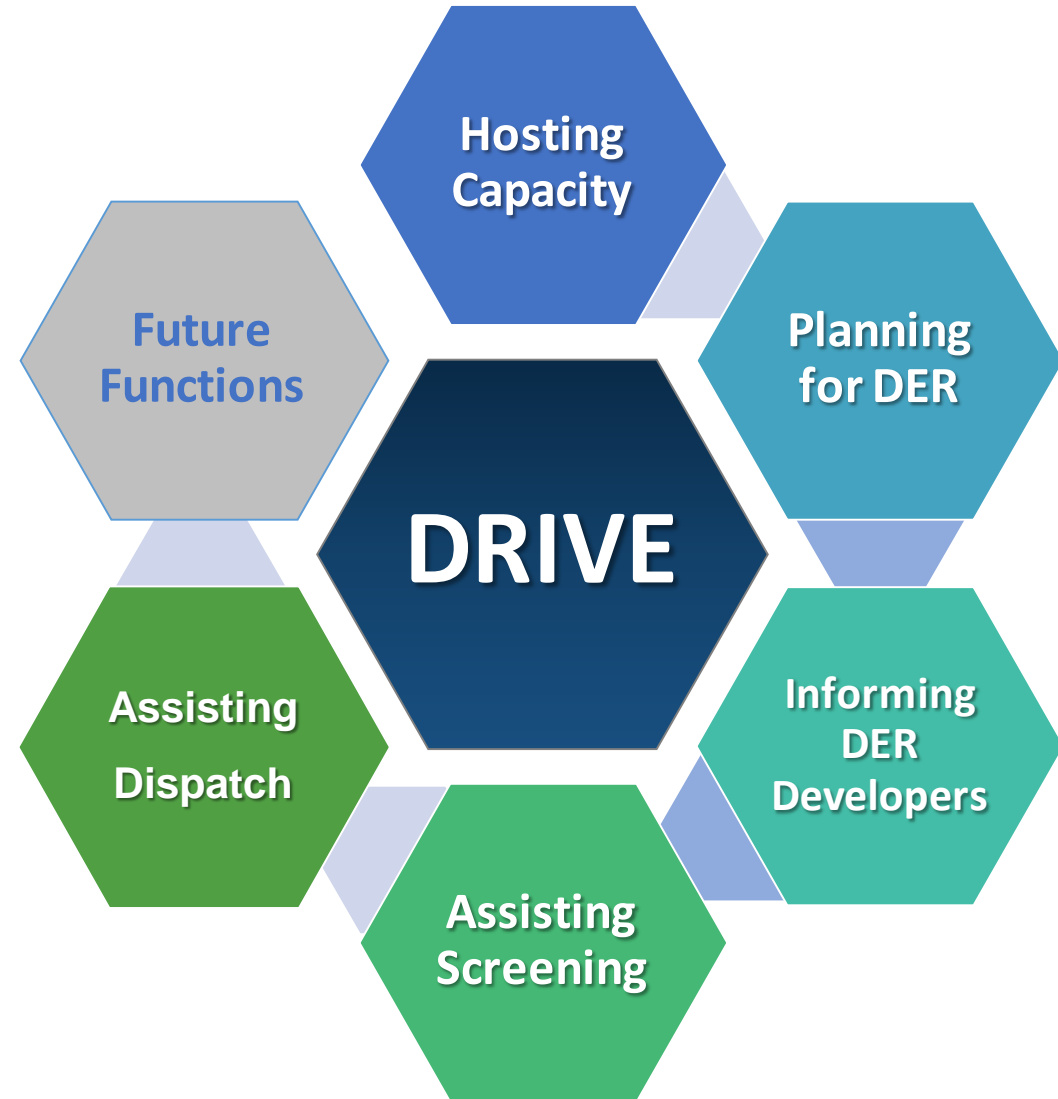 Hosting
Capacity
Planning
for DER
Informing
DER
Developers
Assisting
Screening
Assisting
Dispatch
Future
Functions
DRIVE